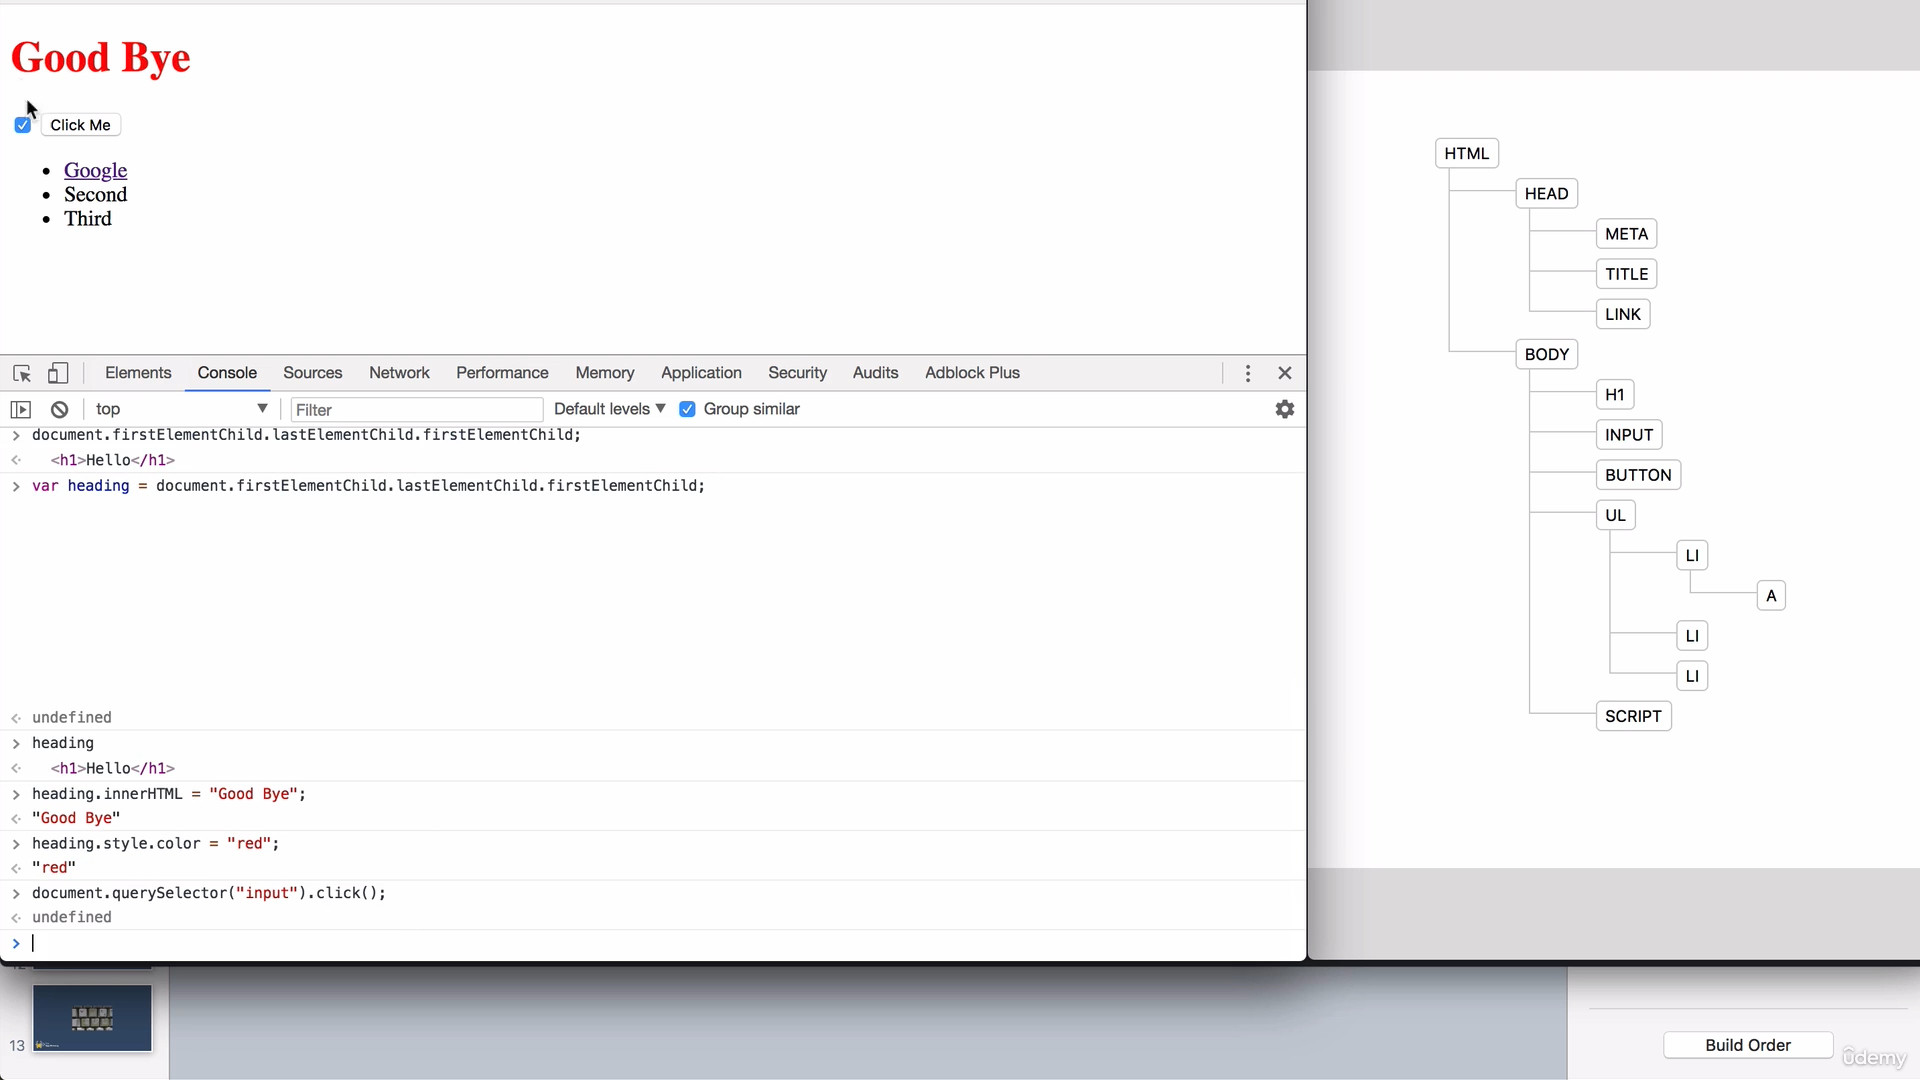 Good Bye
Click Me
Google
Second
Third
Elements Console Sources Network Performance Memory Application Security Audits Adblock Plus
top Filter Default levels Group similar
document.firstElementChild.lastElementChild.firstElementChild;
<h1>Hello</h1>
var heading = document.firstElementChild.lastElementChild.firstElementChild;
undefined
heading
<h1>Hello</h1>
heading.innerHTML = "Good Bye";
"Good Bye"
heading.style.color = "red";
"red"
document.querySelector("input").click();
undefined
HTML
HEAD
META
TITLE
LINK
BODY
H1
INPUT
BUTTON
UL
LI
A
LI
LI
SCRIPT
13
Build Order
ûdemy